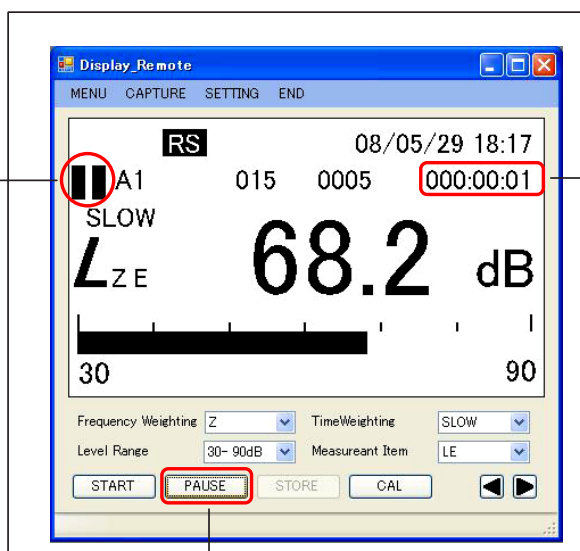 Display_Remote
MENU CAPTURE SETTING END
RS 08/05/29 18:17
A1 015 0005 000:00:01
SLOW
LZE 68.2 dB
30 90
Frequency Weighting Z TimeWeighting SLOW
Level Range 30- 90dB Measureant Item LE
START PAUSE STORE CAL